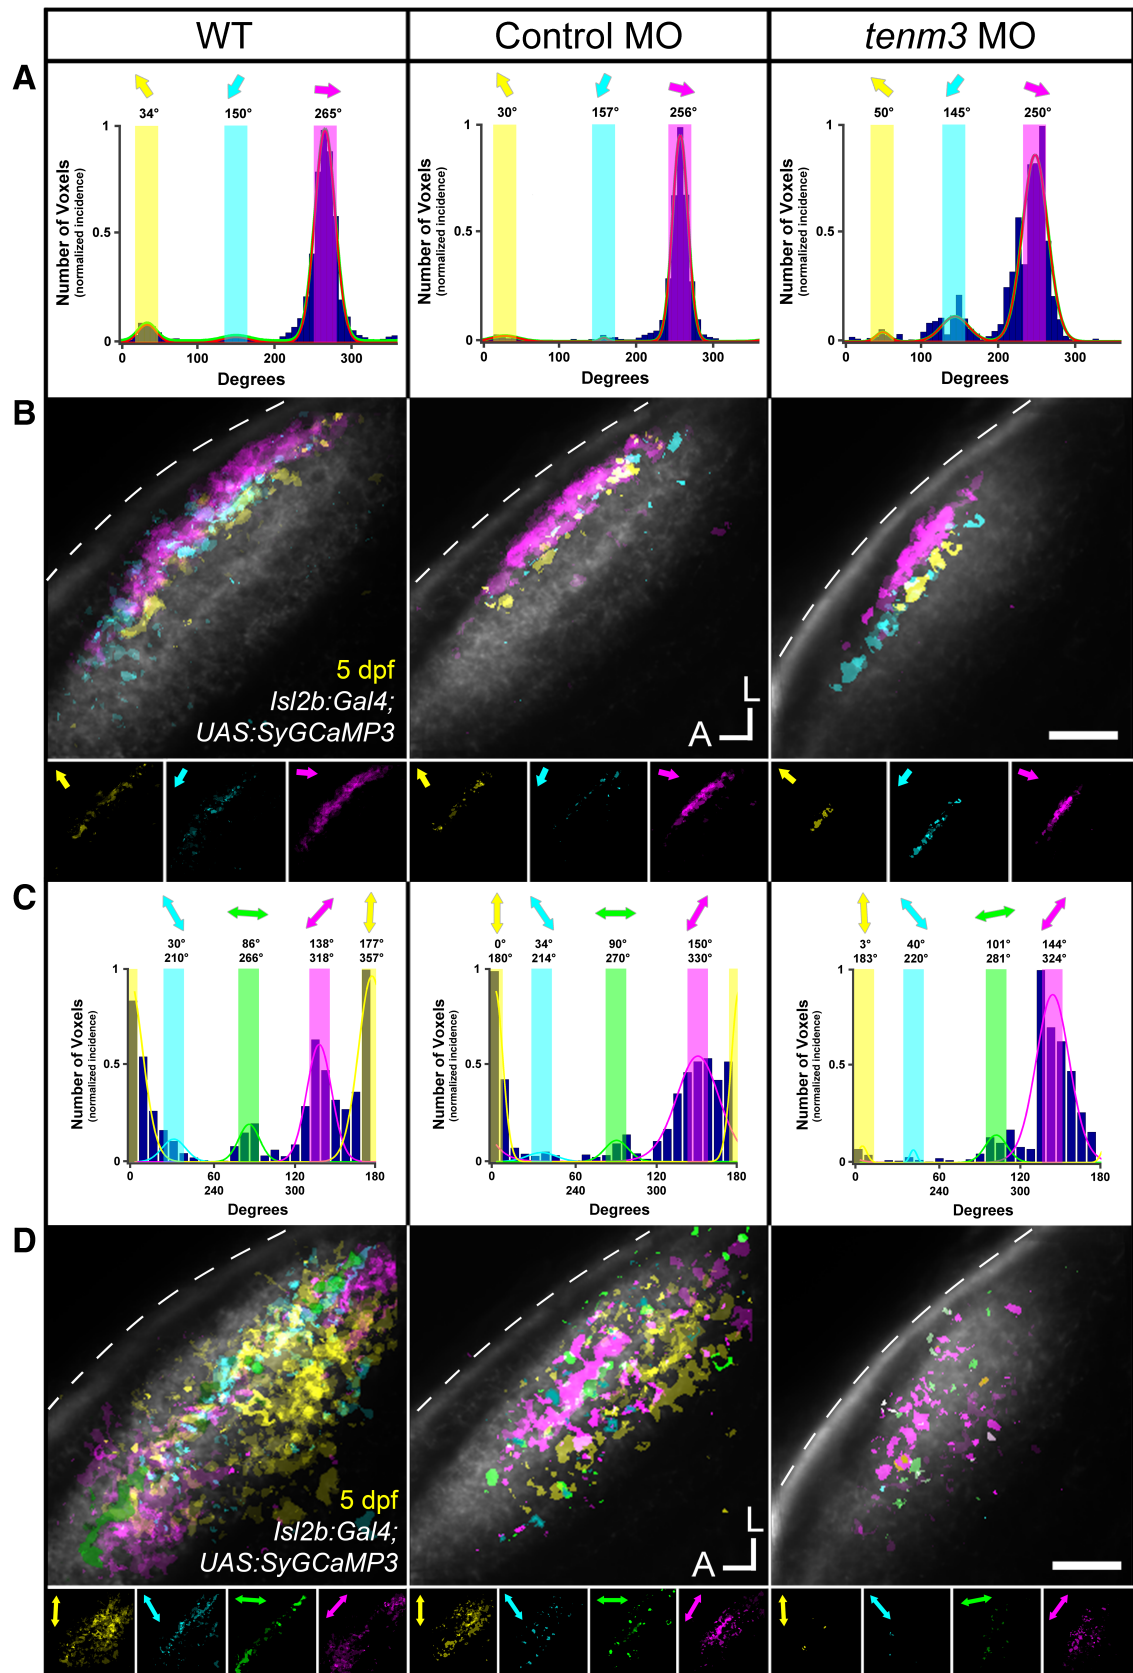 WT Control MO tenm3 MO
A
34° 150° 265° 30° 157° 256° 50° 145° 250°
Number of Voxels
(normalized incidence)
1
0.5
0
0 100 200 300
Degrees
Number of Voxels
(normalized incidence)
1
0.5
0
0 100 200 300
Degrees
Number of Voxels
(normalized incidence)
1
0.5
0
0 100 200 300
Degrees
B
5 dpf
Isl2b:Gal4;
UAS:SyGCaMP3
L
A
C
30° 86° 138° 177°
210° 266° 318° 357°
Number of Voxels
(normalized incidence)
1
0.5
0
0 60 120 180
240 300
Degrees
0° 34° 90° 150°
180° 214° 270° 330°
Number of Voxels
(normalized incidence)
1
0.5
0
0 60 120 180
240 300
Degrees
3° 40° 101° 144°
183° 220° 281° 324°
Number of Voxels
(normalized incidence)
1
0.5
0
0 60 120 180
240 300
Degrees
D
5 dpf
Isl2b:Gal4;
UAS:SyGCaMP3
L
A